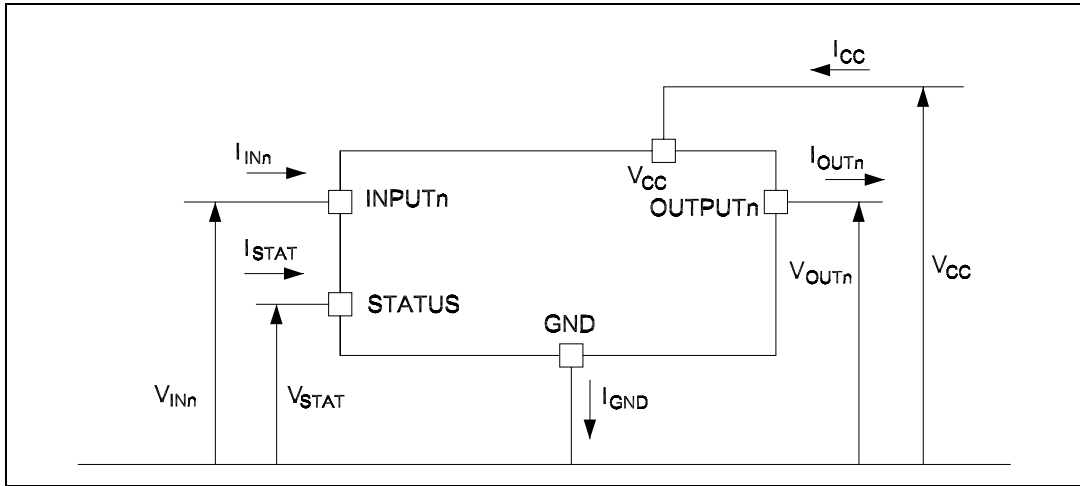 ICC
IINn
VCC
IOUTn
INPUTn
OUTPUTn
ISTAT
VOUTn
VCC
STATUS
GND
VINn
VSTAT
IGND